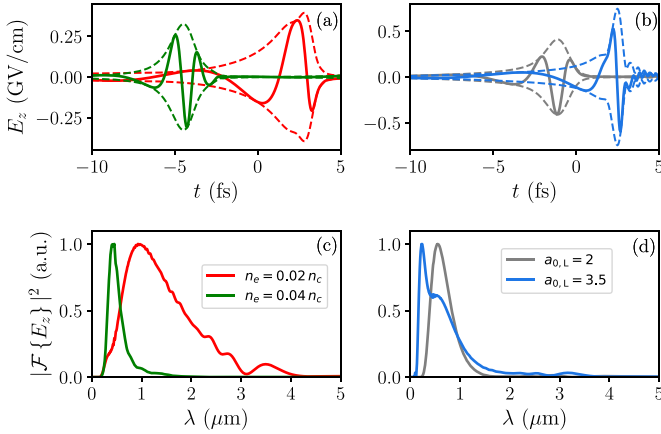 (a) (b)
E_z (GV/cm)
0.25
0.00
−0.25
0.5
0.0
−0.5
−10 −5 0 5
−10 −5 0 5
t (fs) t (fs)
(c) (d)
|F {E_z}|² (a.u.)
1.0
0.5
0.0
1.0
0.5
0.0
n_e = 0.02 n_c
n_e = 0.04 n_c
a_{0,L} = 2
a_{0,L} = 3.5
0 1 2 3 4 5
0 1 2 3 4 5
λ (μm) λ (μm)